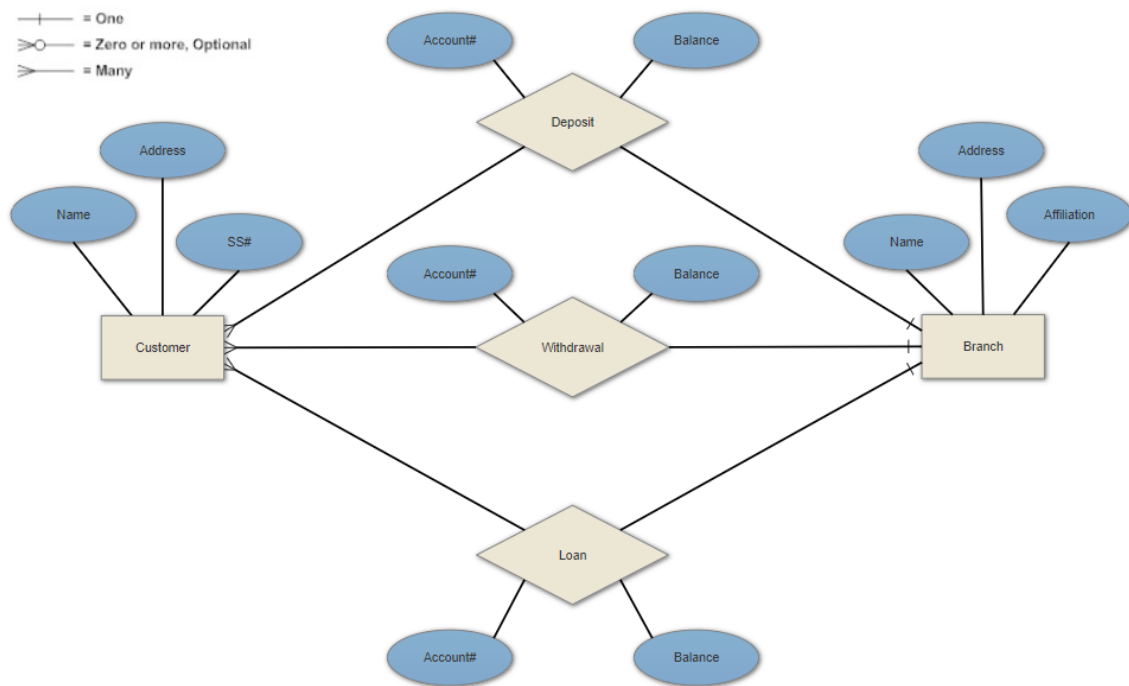 = One
= Zero or more, Optional
= Many
Account#
Balance
Deposit
Address
Name
SS#
Address
Affiliation
Name
Account#
Balance
Customer
Withdrawal
Branch
Loan
Account#
Balance